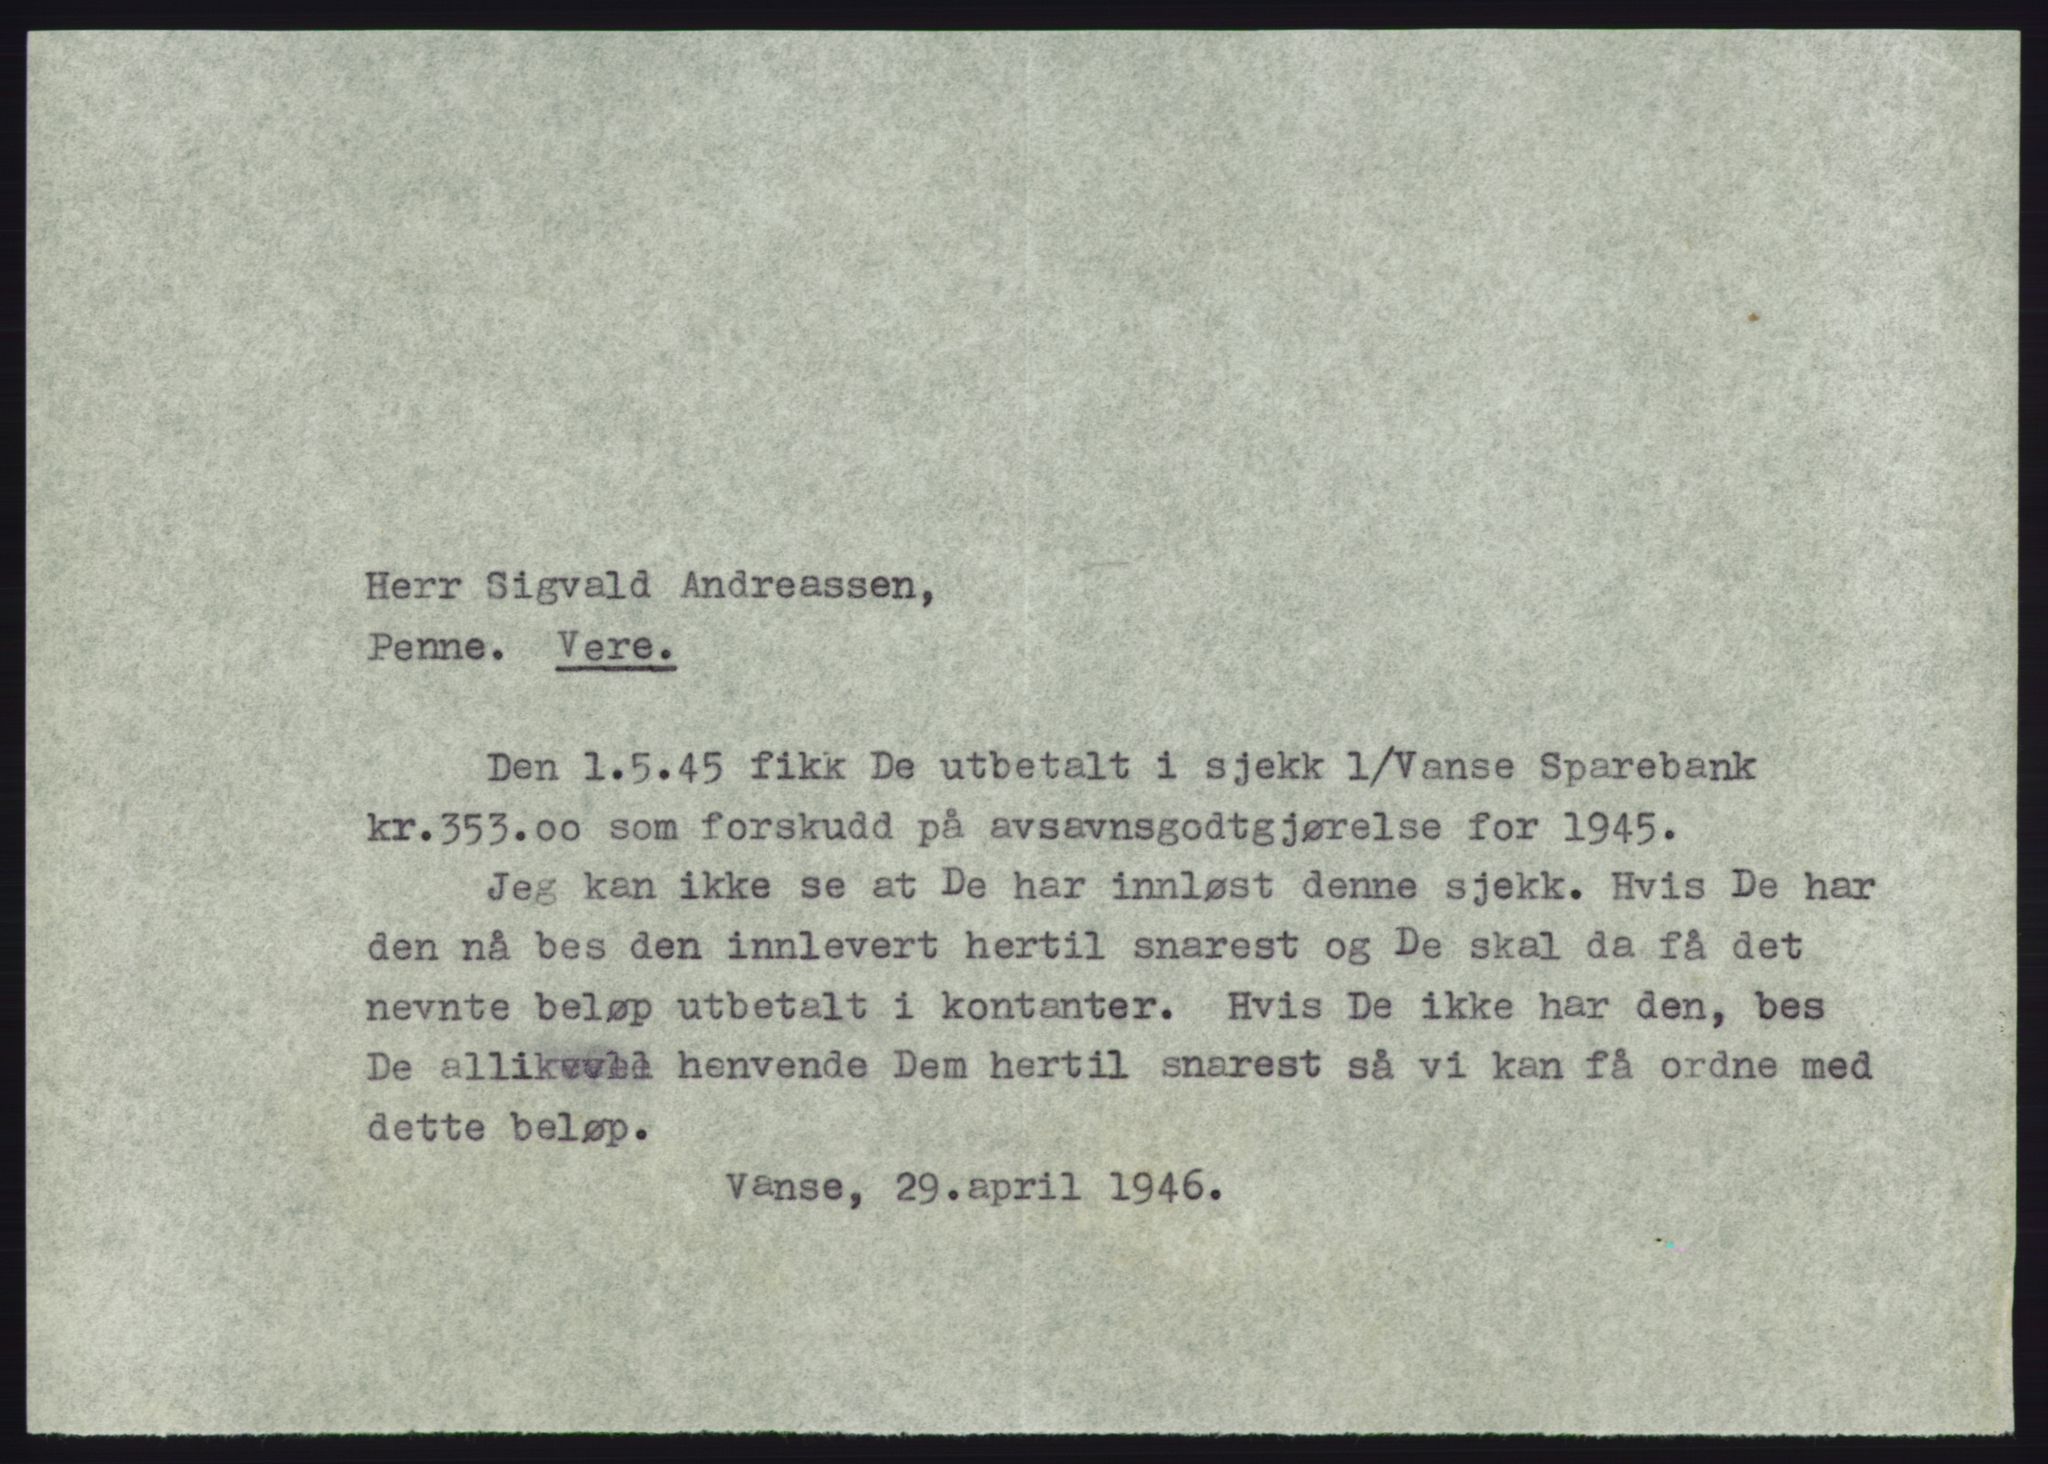 Herr Sigvald Andreassen,
Penne. Vere.
Den 1.5.45 fikk De utbetalt i sjekk 1/Vanse Sparebank
kr.353.oo som forskudd på avsavnsgodtgjørelse for 1945.
Jeg kan ikke se at De har innløst denne sjekk. Hvis De har
den nå bes den innlevert hertil snarest og De skal da få det
nevnte beløp utbetalt i kontanter. Hvis De ikke har den, bes
De henvende Dem hertil snarest så vi kan få ordne med
dette beløp.
Vanse, 29.april 1946.